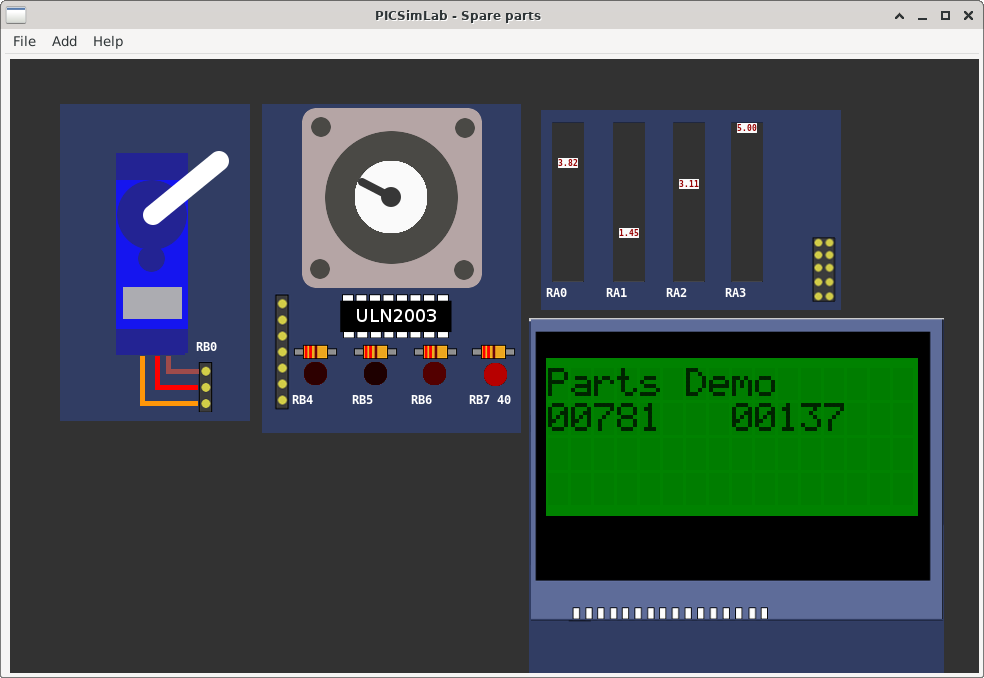 PICSimLab - Spare parts
File Add Help
5.00
3.82
3.11
1.45
RA0 RA1 RA2 RA3
ULN2003
RB0
RB4 RB5 RB6 RB7 40
Parts Demo
00781 00137